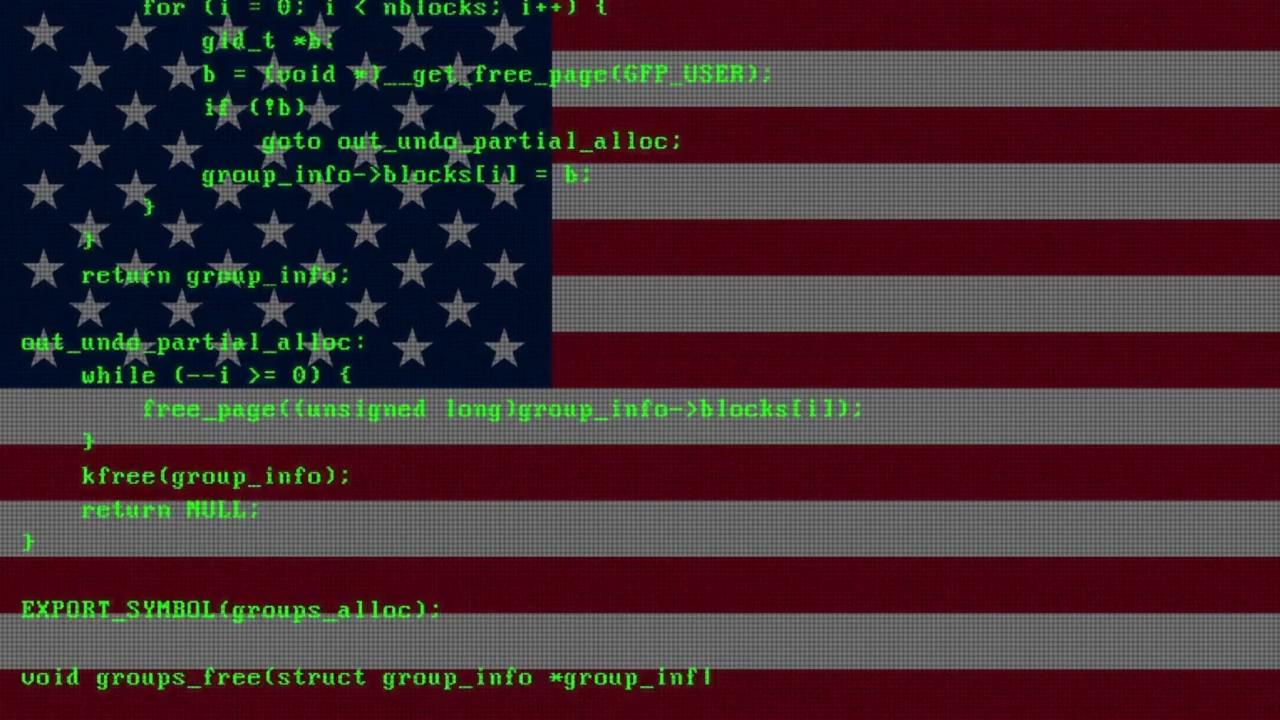 for (i = 0; i < nblocks; i++) {
gid_t *b;
b = (void *)__get_free_page(GFP_USER);
if (!b)
goto out_undo_partial_alloc;
group_info->blocks[i] = b;
}
}
return group_info;
out_undo_partial_alloc:
while (--i >= 0) {
free_page((unsigned long)group_info->blocks[i]);
}
kfree(group_info);
return NULL;
}
EXPORT_SYMBOL(groups_alloc);
void groups_free(struct group_info *group_inf|